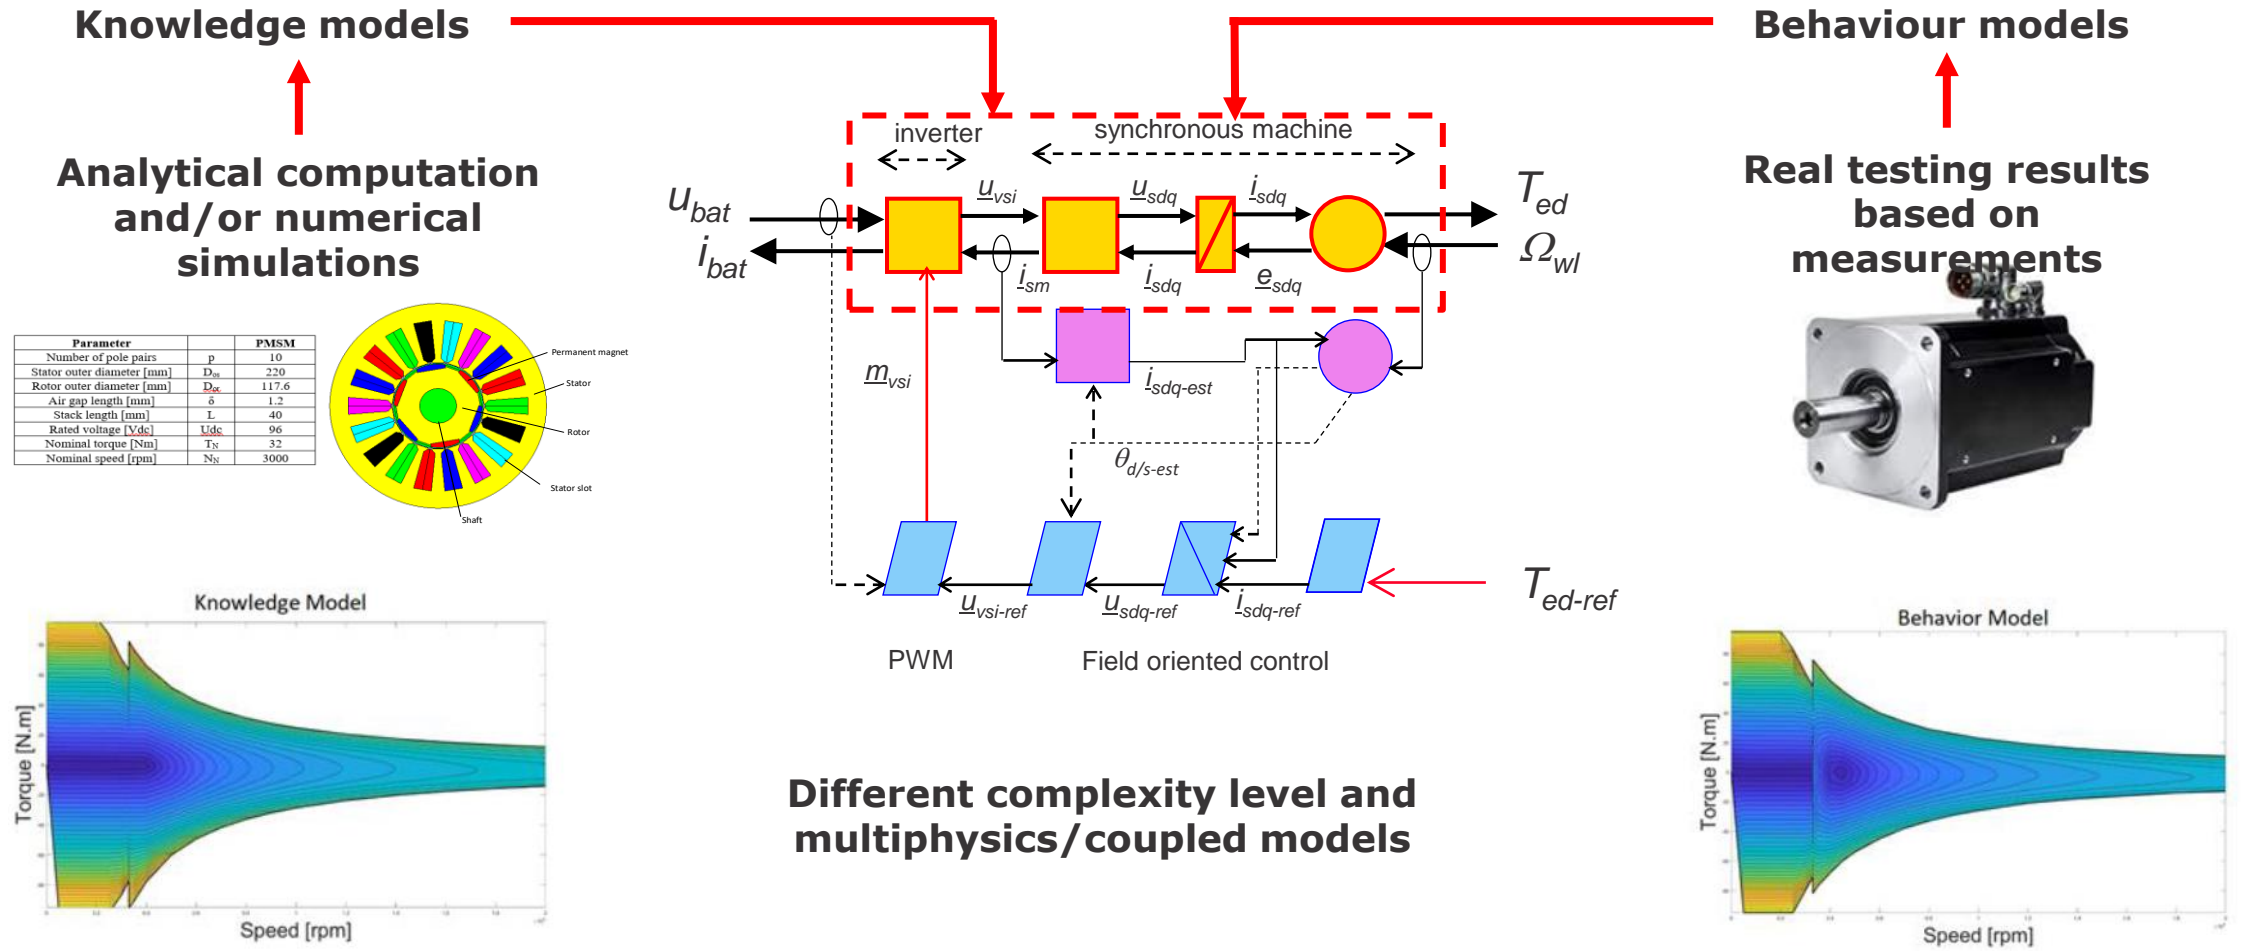 Knowledge models
Behaviour models
Analytical computation
and/or numerical
simulations
Real testing results
based on
measurements
inverter
synchronous machine
u_bat
i_bat
u_vsi
u_sdq
i_sdq
i_sm
i_sdq
e_sdq
T_ed
Ω_wl
m_vsi
i_sdq-est
θ_d/s-est
u_vsi-ref
u_sdq-ref
i_sdq-ref
T_ed-ref
PWM
Field oriented control
Parameter PMSM
Number of pole pairs p 10
Stator outer diameter [mm] D_os 220
Rotor outer diameter [mm] D_or 117.6
Air gap length [mm] δ 1.2
Stack length [mm] L 40
Rated voltage [Vdc] Udc 96
Nominal torque [Nm] T_N 32
Nominal speed [rpm] N_N 3000
Permanent magnet
Stator
Rotor
Stator slot
Shaft
Knowledge Model
Torque [N.m]
Speed [rpm]
Different complexity level and
multiphysics/coupled models
Behavior Model
Torque [N.m]
Speed [rpm]